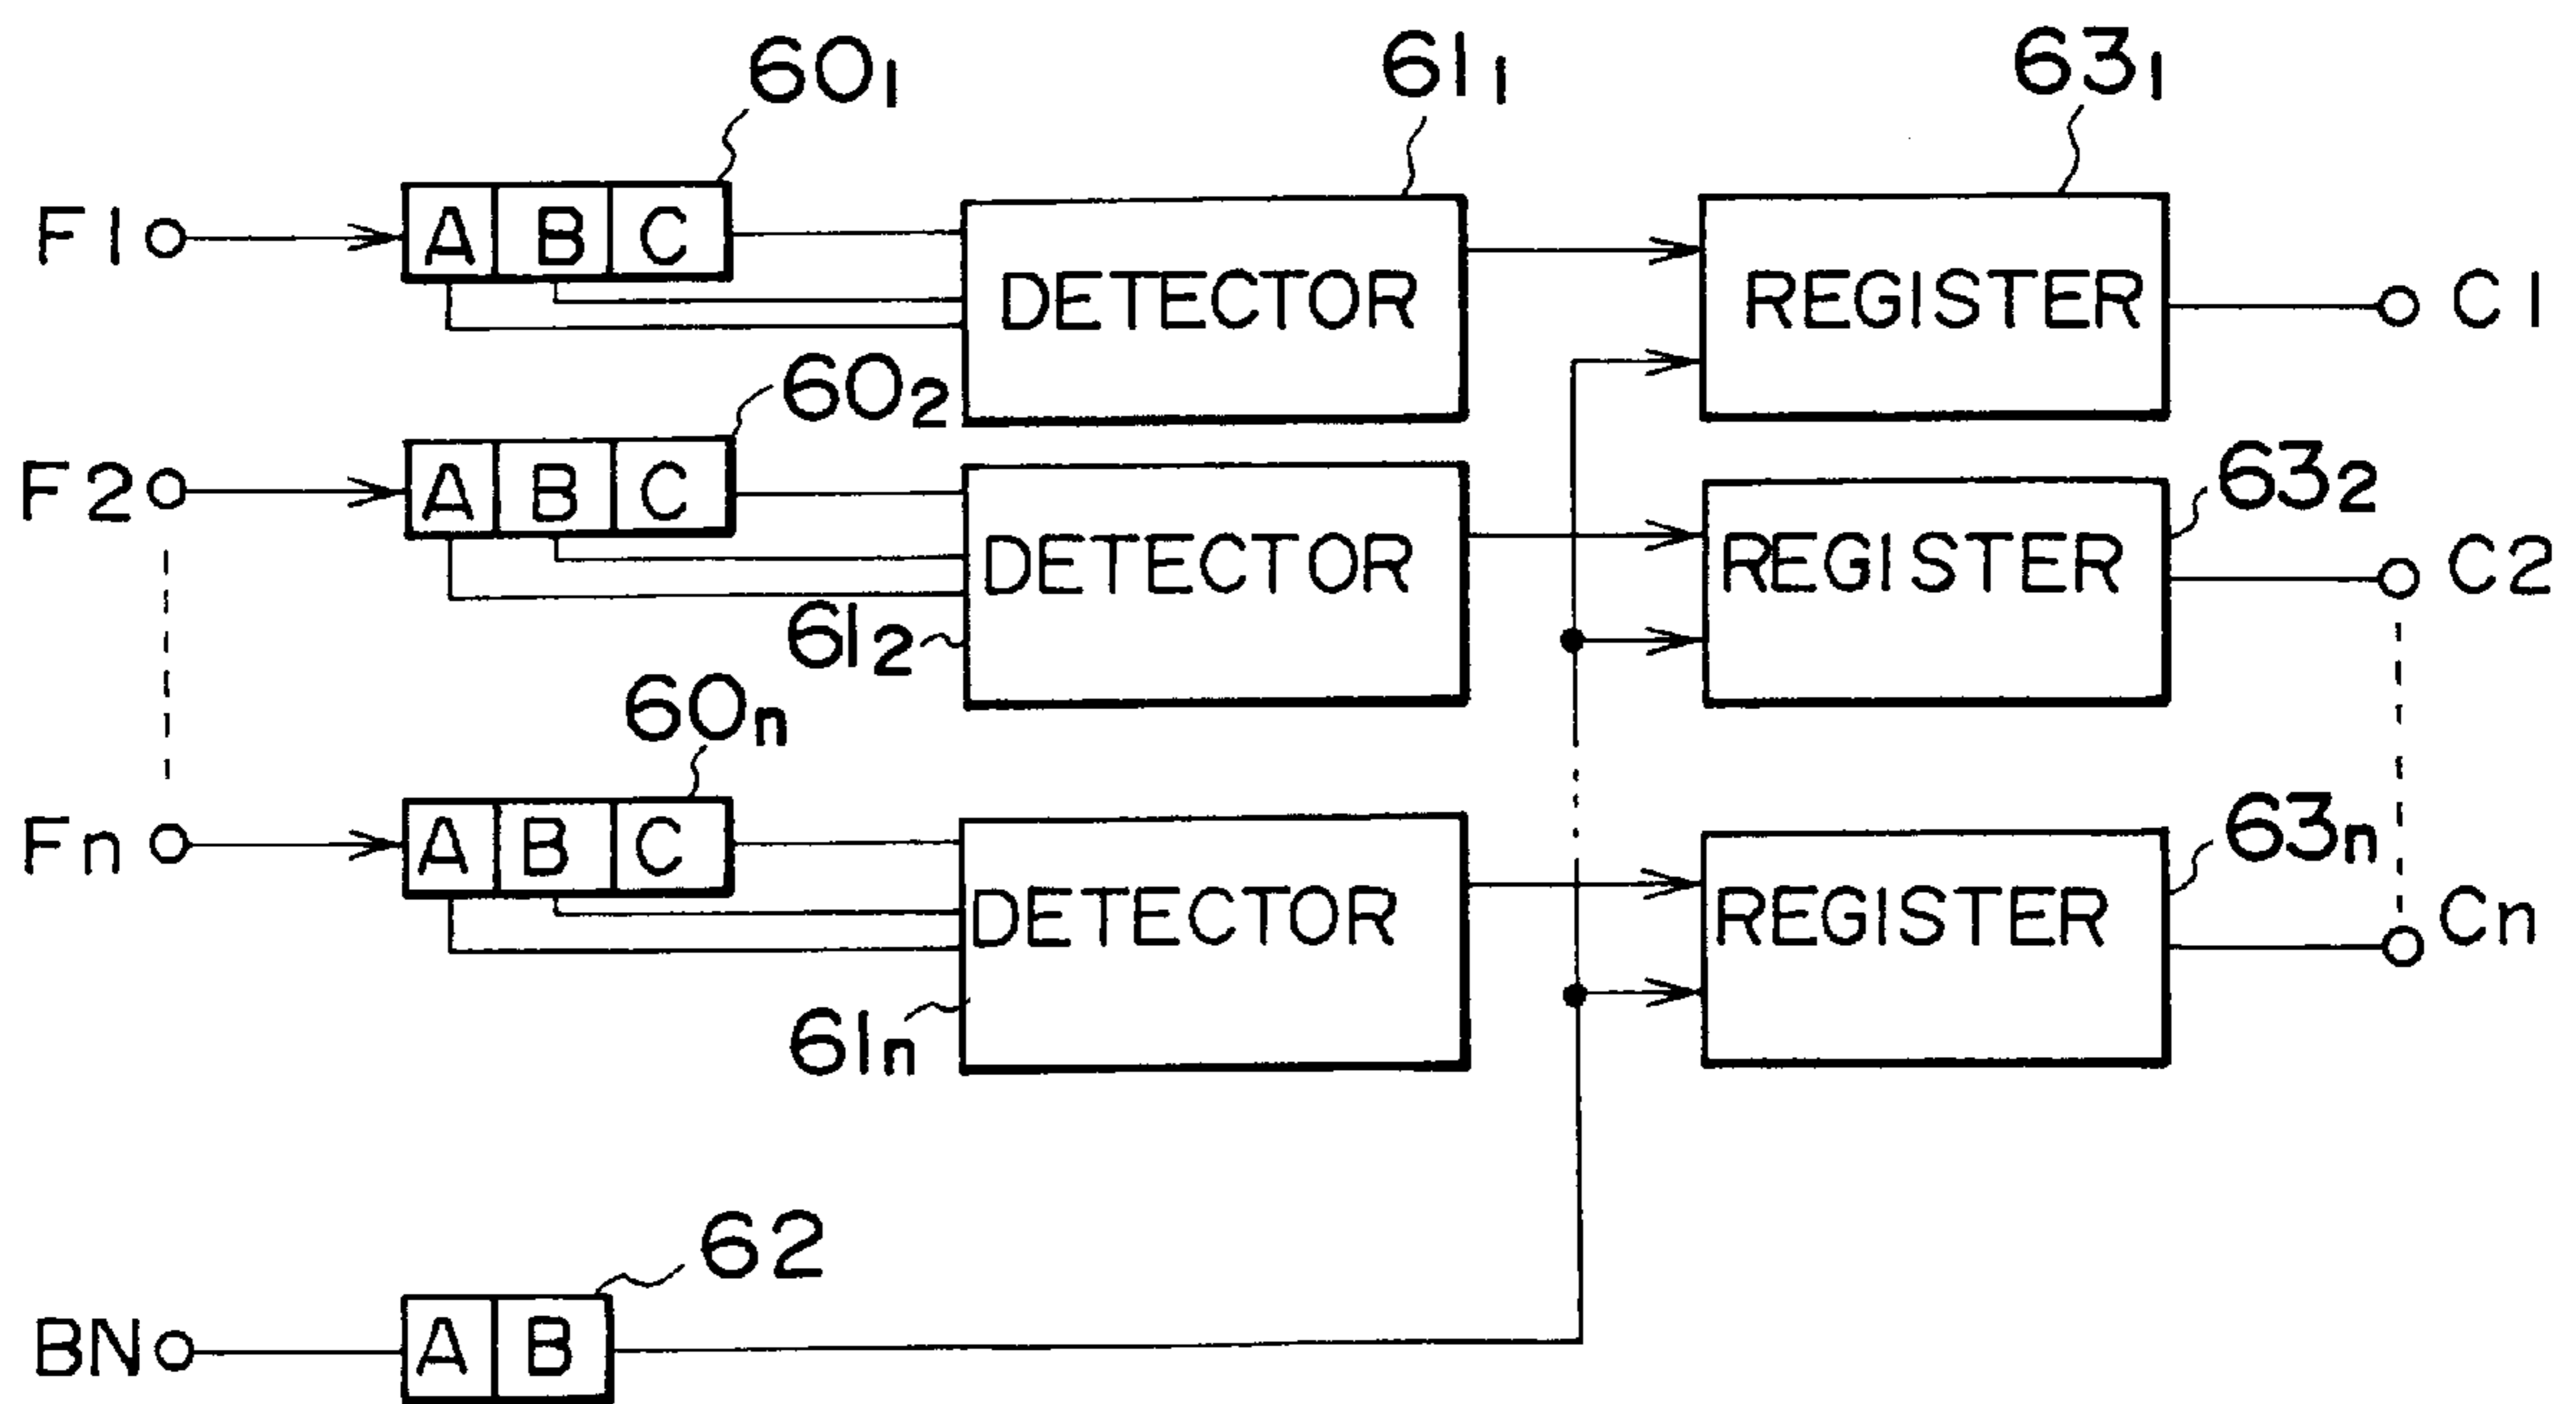 60₁ 61₁ 63₁
F1 A B C DETECTOR REGISTER C1
60₂
F2 A B C DETECTOR REGISTER 63₂ C2
61₂
60n
Fn A B C DETECTOR REGISTER 63n Cn
61n
62
BN A B